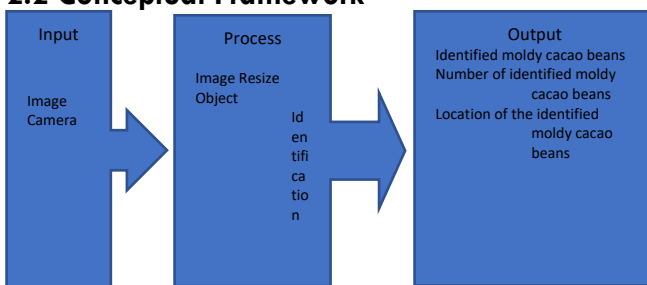 2.2 Conceptual Framework
Input
Image
Camera
Process
Image Resize
Object
Id
en
tifi
ca
tio
n
Output
Identified moldy cacao beans
Number of identified moldy
cacao beans
Location of the identified
moldy cacao
beans